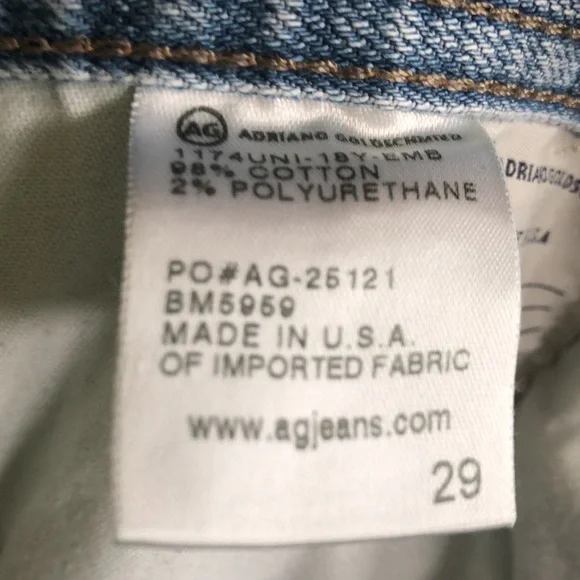 AG ADRIANO GOLDSCHMIED
1174UNI-18Y-EMB
98% COTTON
2% POLYURETHANE
PO#AG-25121
BM5959
MADE IN U.S.A.
OF IMPORTED FABRIC
www.agjeans.com
29